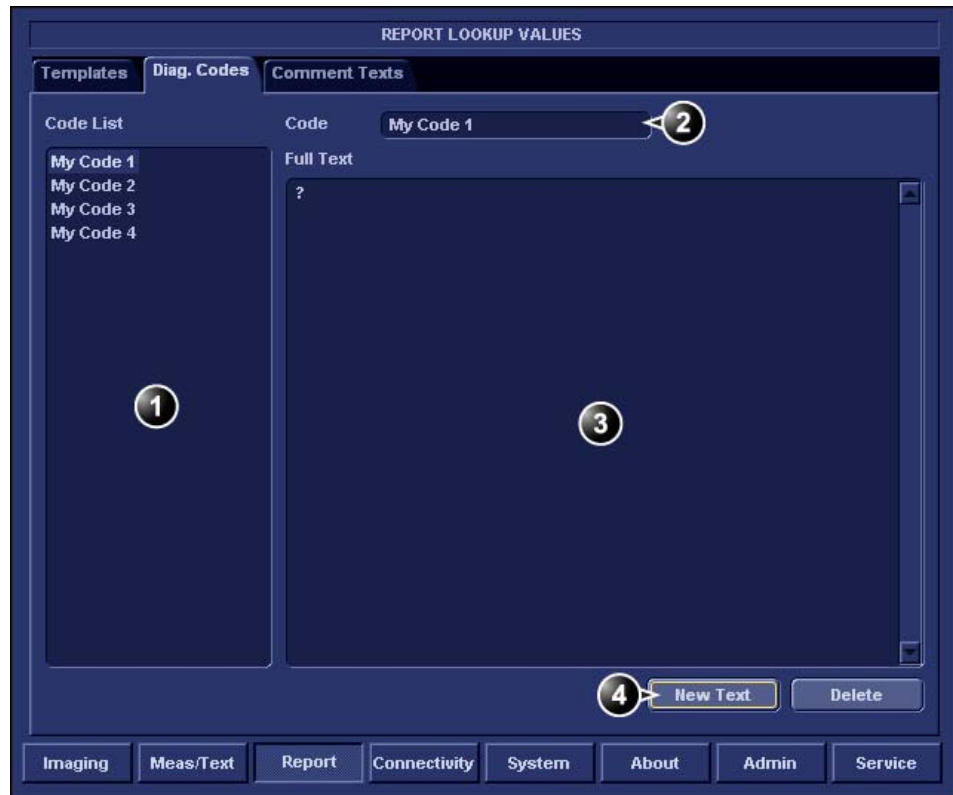 REPORT LOOKUP VALUES
Templates
Diag. Codes
Comment Texts
Code List
Code
My Code 1
2
My Code 1
My Code 2
My Code 3
My Code 4
Full Text
?
1
3
4
New Text
Delete
Imaging
Meas/Text
Report
Connectivity
System
About
Admin
Service